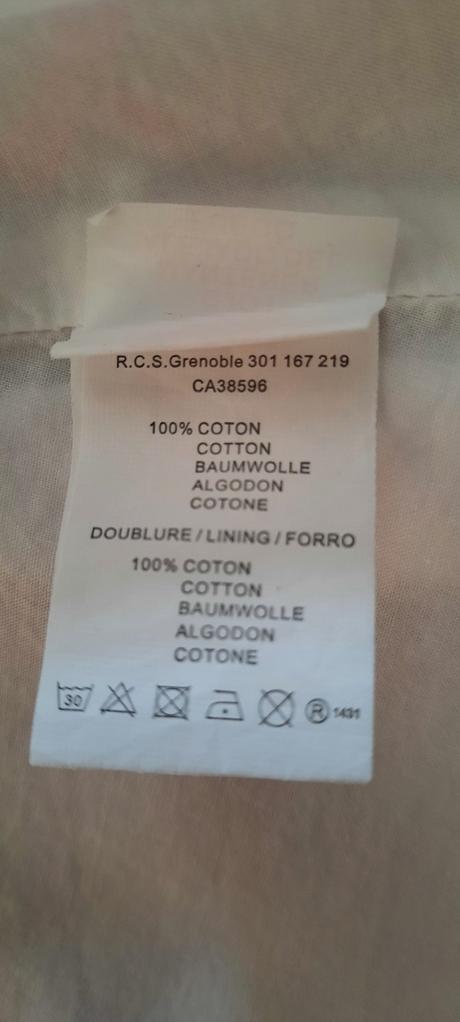 R.C.S.Grenoble 301 167 219
CA38596
100% COTON
COTTON
BAUMWOLLE
ALGODON
COTONE
DOUBLURE / LINING / FORRO
100% COTON
COTTON
BAUMWOLLE
ALGODON
COTONE
30 ® 1431